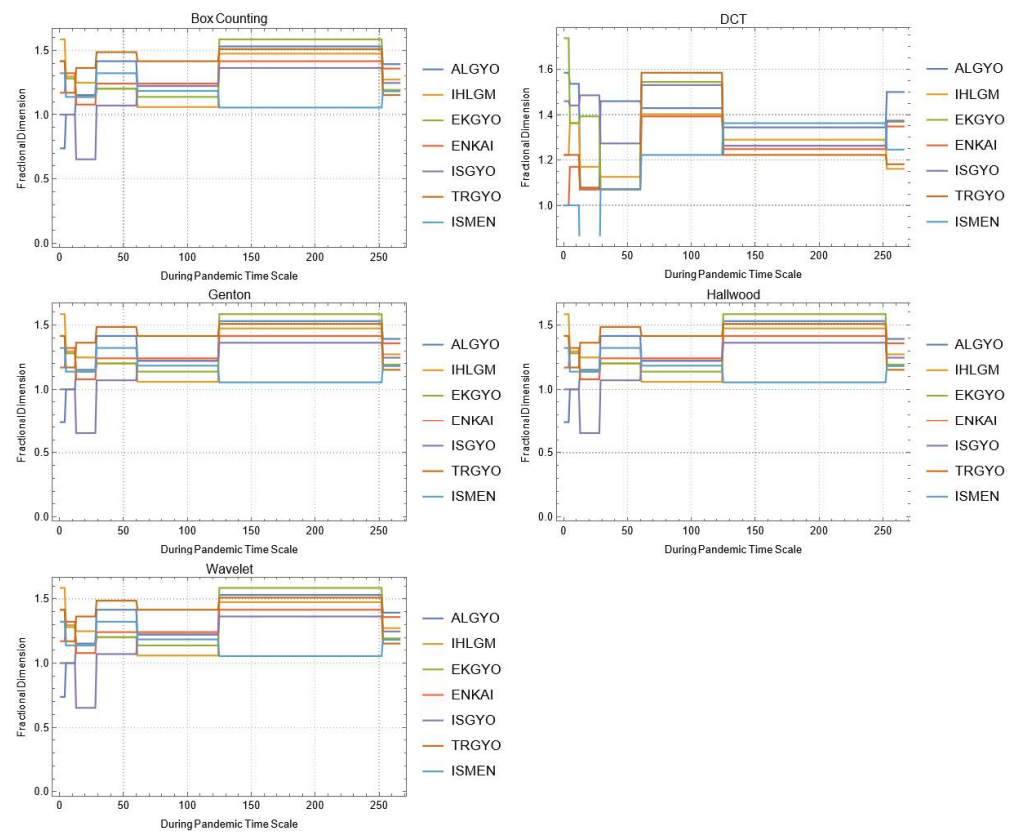 Box Counting
Fractional Dimension
1.5
1.0
0.5
0.0
0 50 100 150 200 250
During Pandemic Time Scale
ALGYO
IHLGM
EKGYO
ENKAI
ISGYO
TRGYO
ISMEN
DCT
Fractional Dimension
1.6
1.4
1.2
1.0
0 50 100 150 200 250
During Pandemic Time Scale
ALGYO
IHLGM
EKGYO
ENKAI
ISGYO
TRGYO
ISMEN
Genton
Fractional Dimension
1.5
1.0
0.5
0.0
0 50 100 150 200 250
During Pandemic Time Scale
ALGYO
IHLGM
EKGYO
ENKAI
ISGYO
TRGYO
ISMEN
Hallwood
Fractional Dimension
1.5
1.0
0.5
0.0
0 50 100 150 200 250
During Pandemic Time Scale
ALGYO
IHLGM
EKGYO
ENKAI
ISGYO
TRGYO
ISMEN
Wavelet
Fractional Dimension
1.5
1.0
0.5
0.0
0 50 100 150 200 250
During Pandemic Time Scale
ALGYO
IHLGM
EKGYO
ENKAI
ISGYO
TRGYO
ISMEN